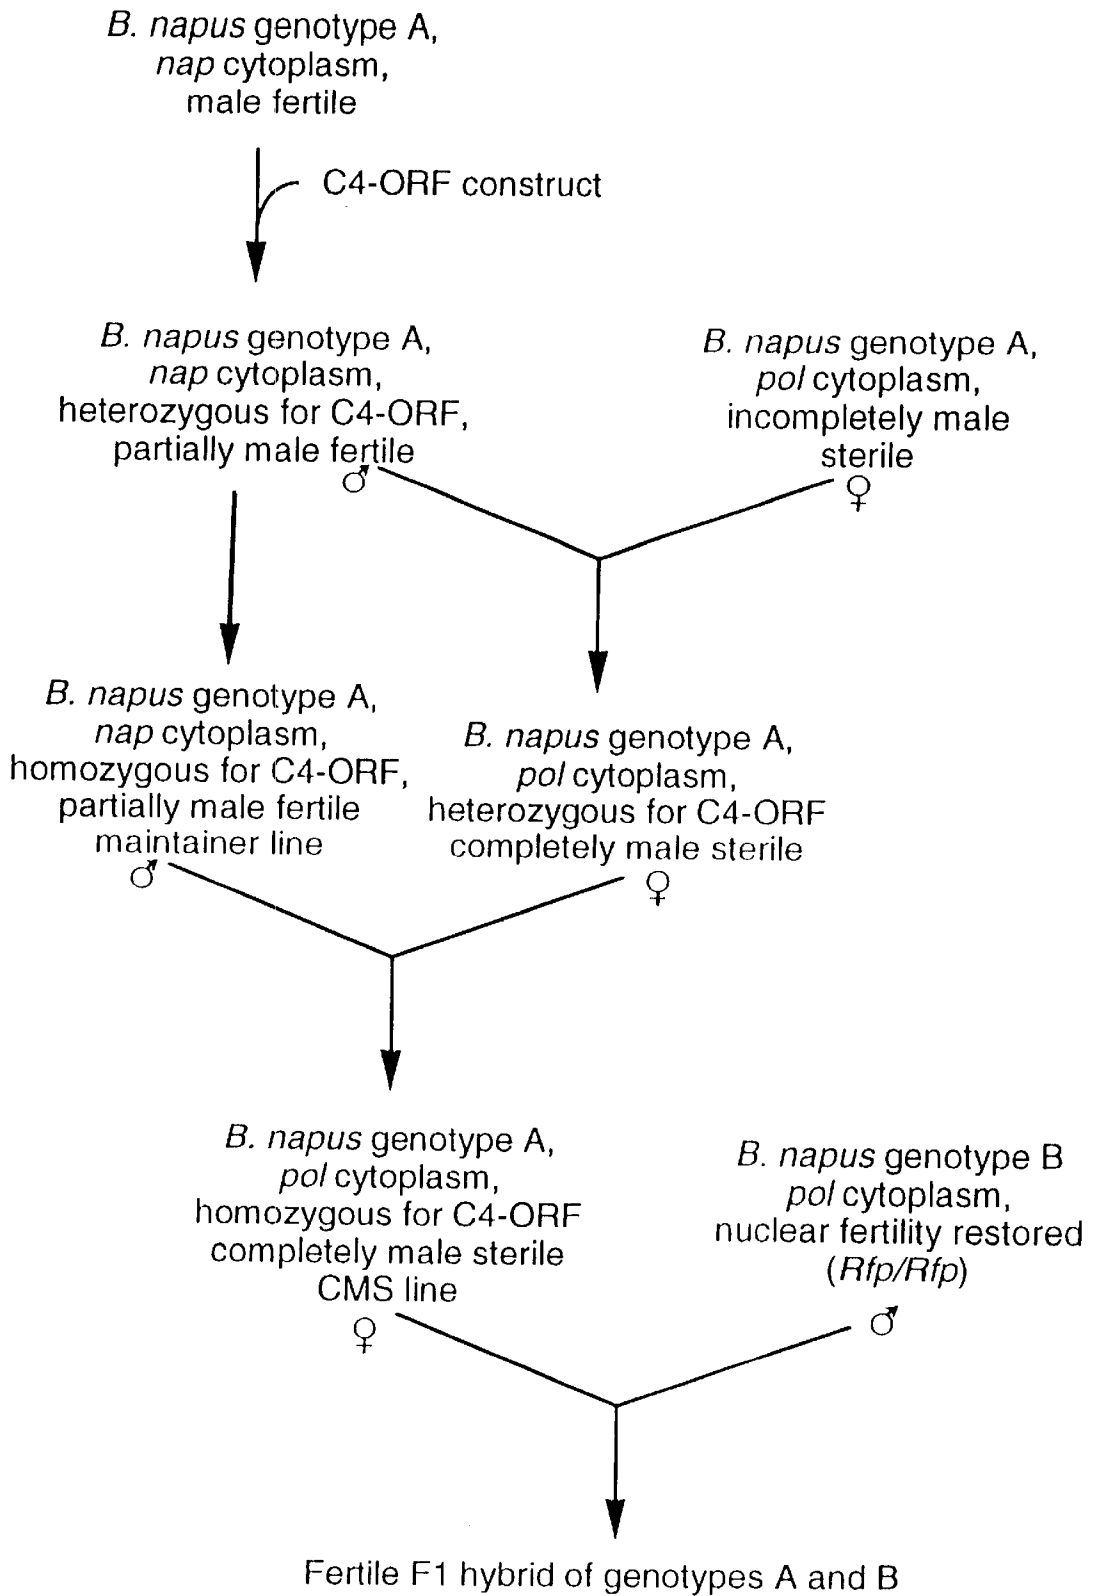 B. napus genotype A,
nap cytoplasm,
male fertile
C4-ORF construct
B. napus genotype A,
nap cytoplasm,
heterozygous for C4-ORF,
partially male fertile
♂
B. napus genotype A,
pol cytoplasm,
incompletely male
sterile
♀
B. napus genotype A,
nap cytoplasm,
homozygous for C4-ORF,
partially male fertile
maintainer line
♂
B. napus genotype A,
pol cytoplasm,
heterozygous for C4-ORF
completely male sterile
♀
B. napus genotype A,
pol cytoplasm,
homozygous for C4-ORF
completely male sterile
CMS line
♀
B. napus genotype B
pol cytoplasm,
nuclear fertility restored
(Rfp/Rfp)
♂
Fertile F1 hybrid of genotypes A and B